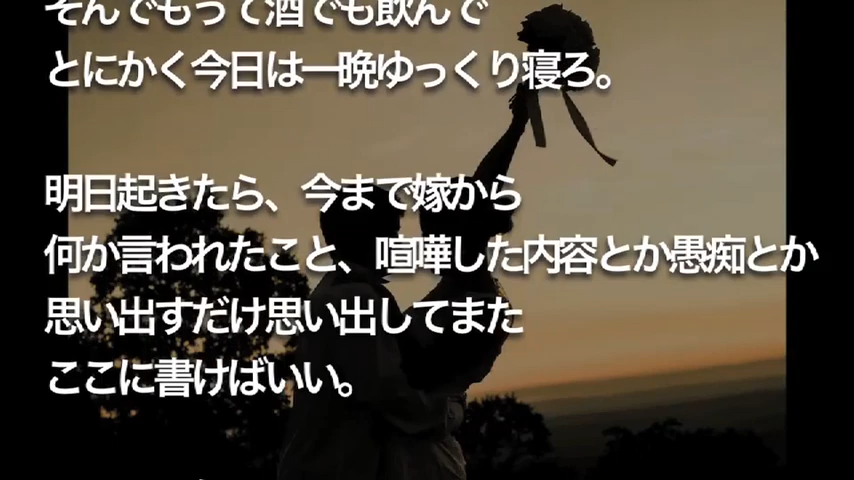 そんでもって酒でも飲んで
とにかく今日は一晩ゆっくり寝ろ。
明日起きたら、今まで嫁から
何か言われたこと、喧嘩した内容とか愚痴とか
思い出すだけ思い出してまた
ここに書けばいい。